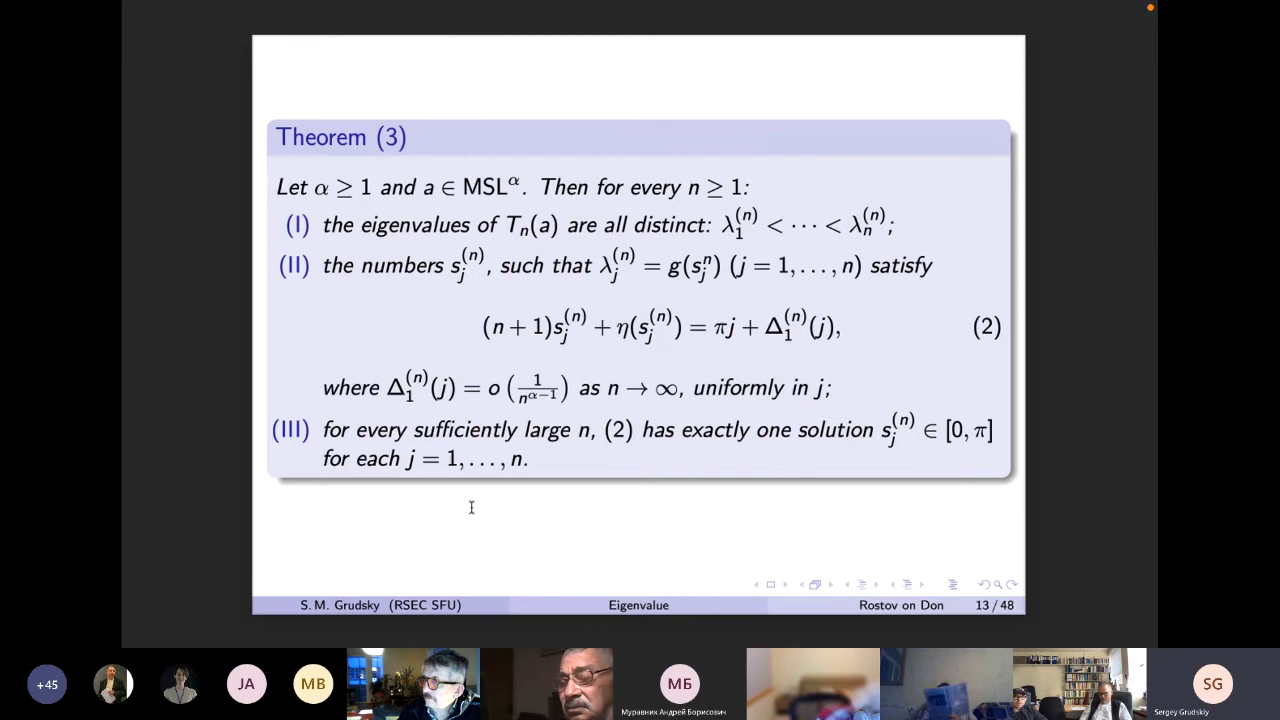 Theorem (3)
Let α ≥ 1 and a ∈ MSL^α. Then for every n ≥ 1:
(I) the eigenvalues of T_n(a) are all distinct: λ_1^{(n)} < ⋯ < λ_n^{(n)};
(II) the numbers s_j^{(n)}, such that λ_j^{(n)} = g(s_j^n) (j = 1, . . . , n) satisfy
(n + 1)s_j^{(n)} + η(s_j^{(n)}) = πj + Δ_1^{(n)}(j), (2)
where Δ_1^{(n)}(j) = o (1/n^{α−1}) as n → ∞, uniformly in j;
(III) for every sufficiently large n, (2) has exactly one solution s_j^{(n)} ∈ [0, π]
for each j = 1, . . . , n.
S. M. Grudsky (RSEC SFU) Eigenvalue Rostov on Don 13 / 48
+45 JA MB МБ SG
Муравник Андрей Борисович Sergey Grudskiy